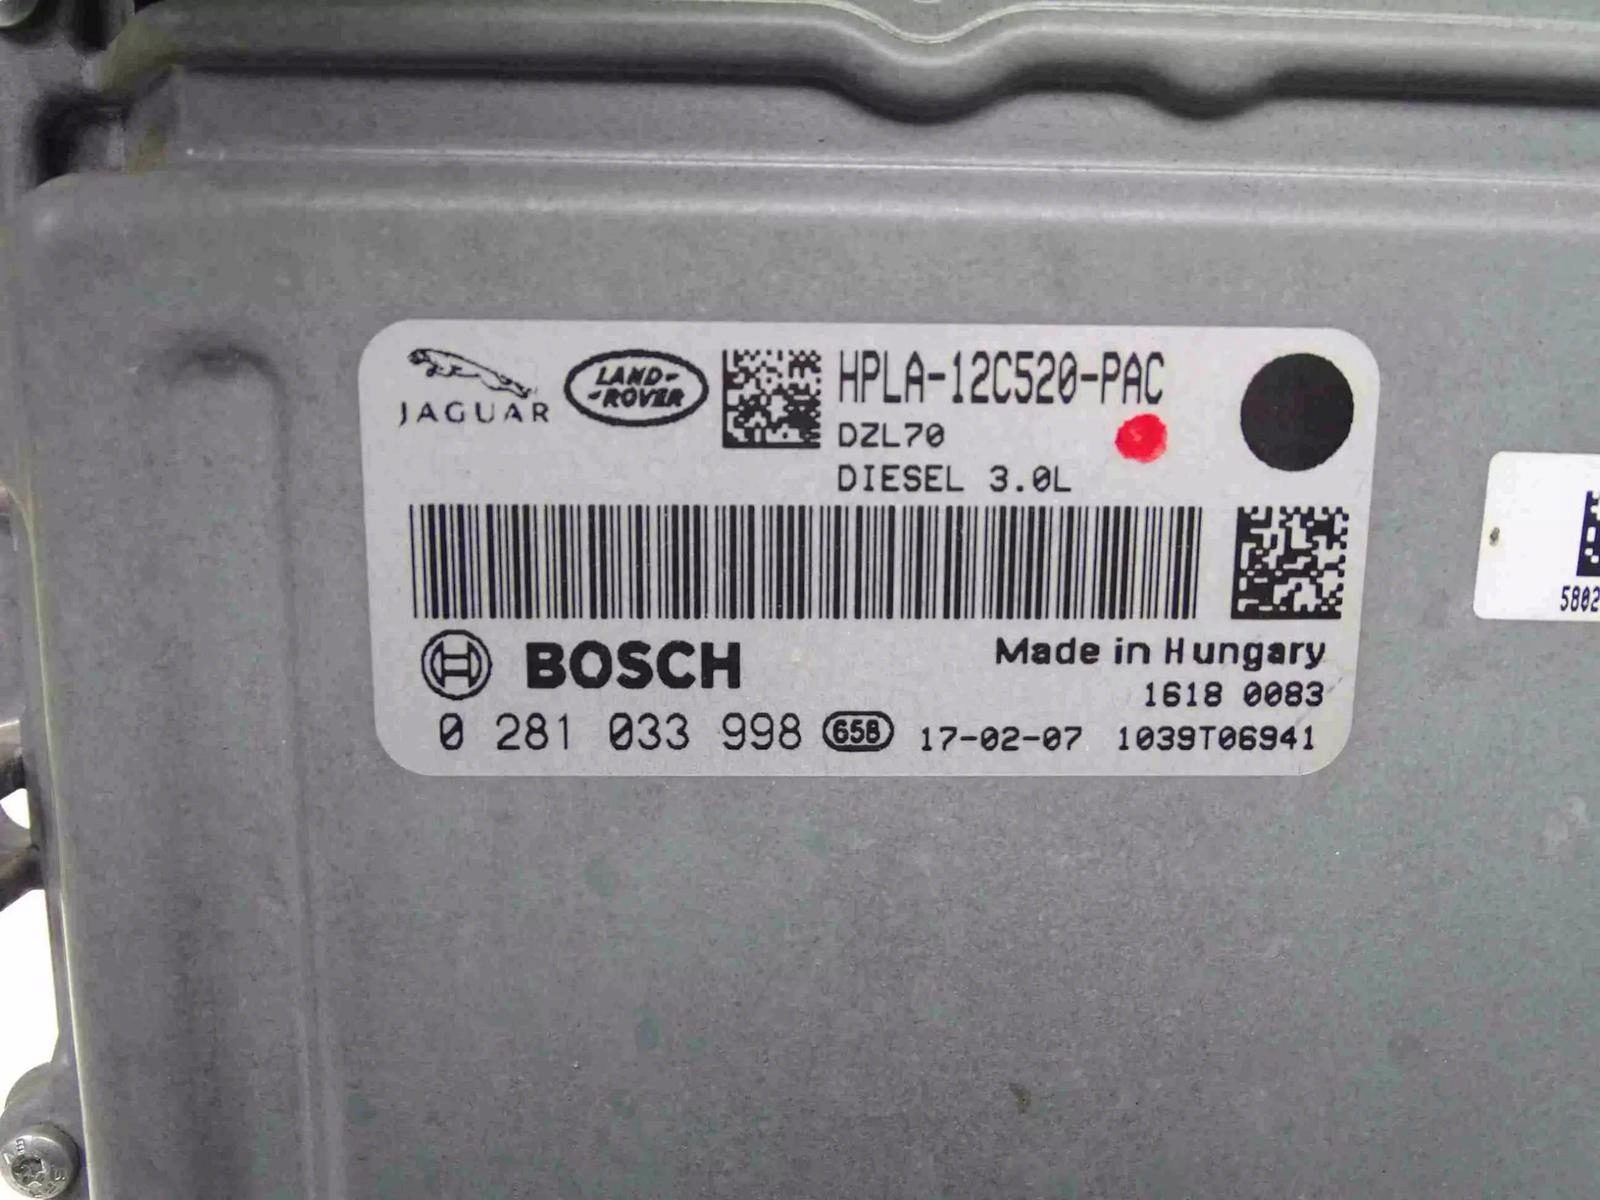 JAGUAR
LAND-
-ROVER
HPLA-12C520-PAC
DZL70
DIESEL 3.0L
BOSCH
Made in Hungary
1618 0083
0 281 033 998 658 17-02-07 1039T06941
5802